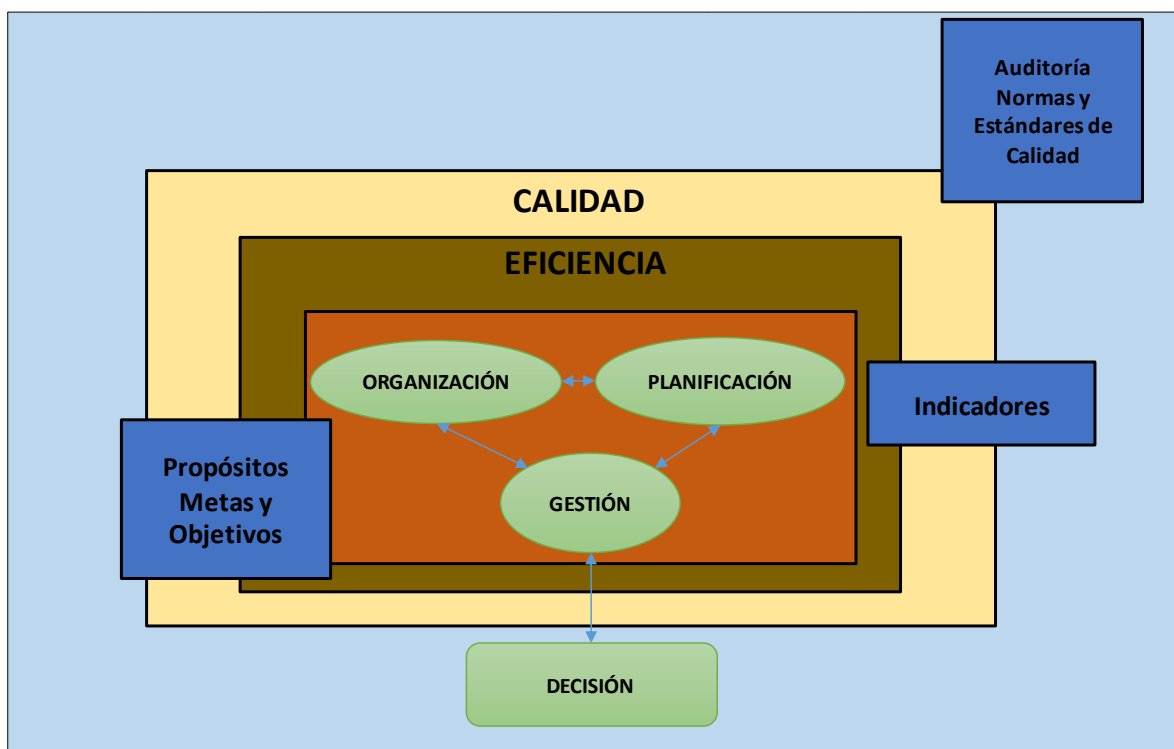 Auditoría
Normas y
Estándares de
Calidad
CALIDAD
EFICIENCIA
ORGANIZACIÓN
PLANIFICACIÓN
Indicadores
Propósitos
Metas y
Objetivos
GESTIÓN
DECISIÓN